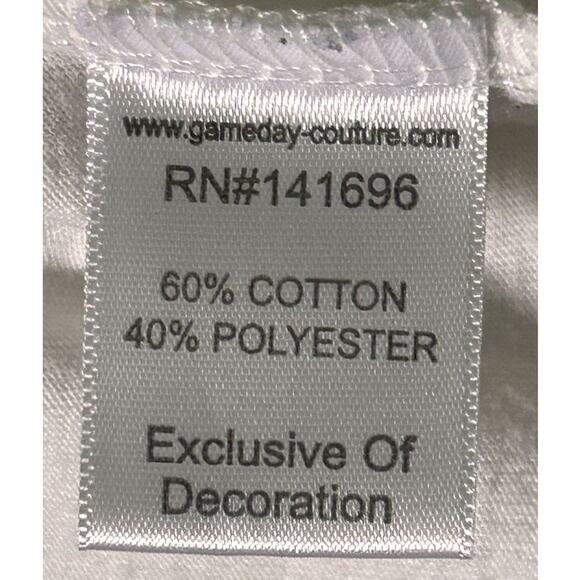 www.gameday-couture.com
RN#141696
60% COTTON
40% POLYESTER
Exclusive Of
Decoration